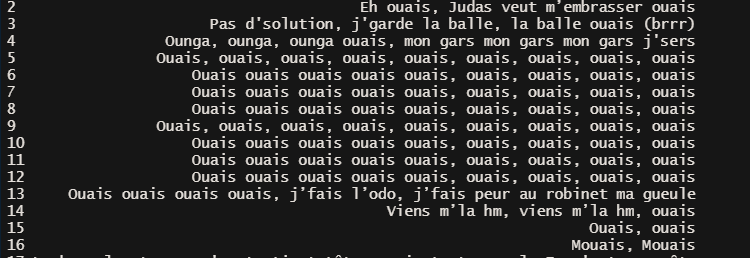 2 Eh ouais, Judas veut m’embrasser ouais
3 Pas d'solution, j'garde la balle, la balle ouais (brrr)
4 Ounga, ounga, ounga ouais, mon gars mon gars mon gars j'sers
5 Ouais, ouais, ouais, ouais, ouais, ouais, ouais, ouais, ouais
6 Ouais ouais ouais ouais ouais, ouais, ouais, ouais, ouais
7 Ouais ouais ouais ouais ouais, ouais, ouais, ouais, ouais
8 Ouais ouais ouais ouais ouais, ouais, ouais, ouais, ouais
9 Ouais, ouais, ouais, ouais, ouais, ouais, ouais, ouais, ouais
10 Ouais ouais ouais ouais ouais, ouais, ouais, ouais, ouais
11 Ouais ouais ouais ouais ouais, ouais, ouais, ouais, ouais
12 Ouais ouais ouais ouais ouais, ouais, ouais, ouais, ouais
13 Ouais ouais ouais ouais, j’fais l’odo, j’fais peur au robinet ma gueule
14 Viens m’la hm, viens m’la hm, ouais
15 Ouais, ouais
16 Mouais, Mouais